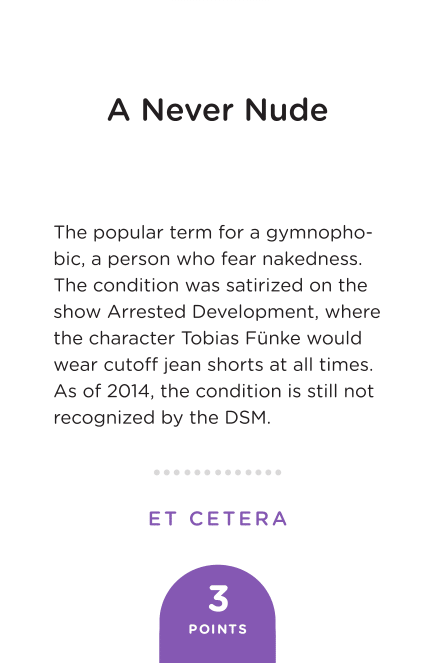 A Never Nude
The popular term for a gymnopho-
bic, a person who fear nakedness.
The condition was satirized on the
show Arrested Development, where
the character Tobias Fünke would
wear cutoff jean shorts at all times.
As of 2014, the condition is still not
recognized by the DSM.
ET CETERA
3
POINTS